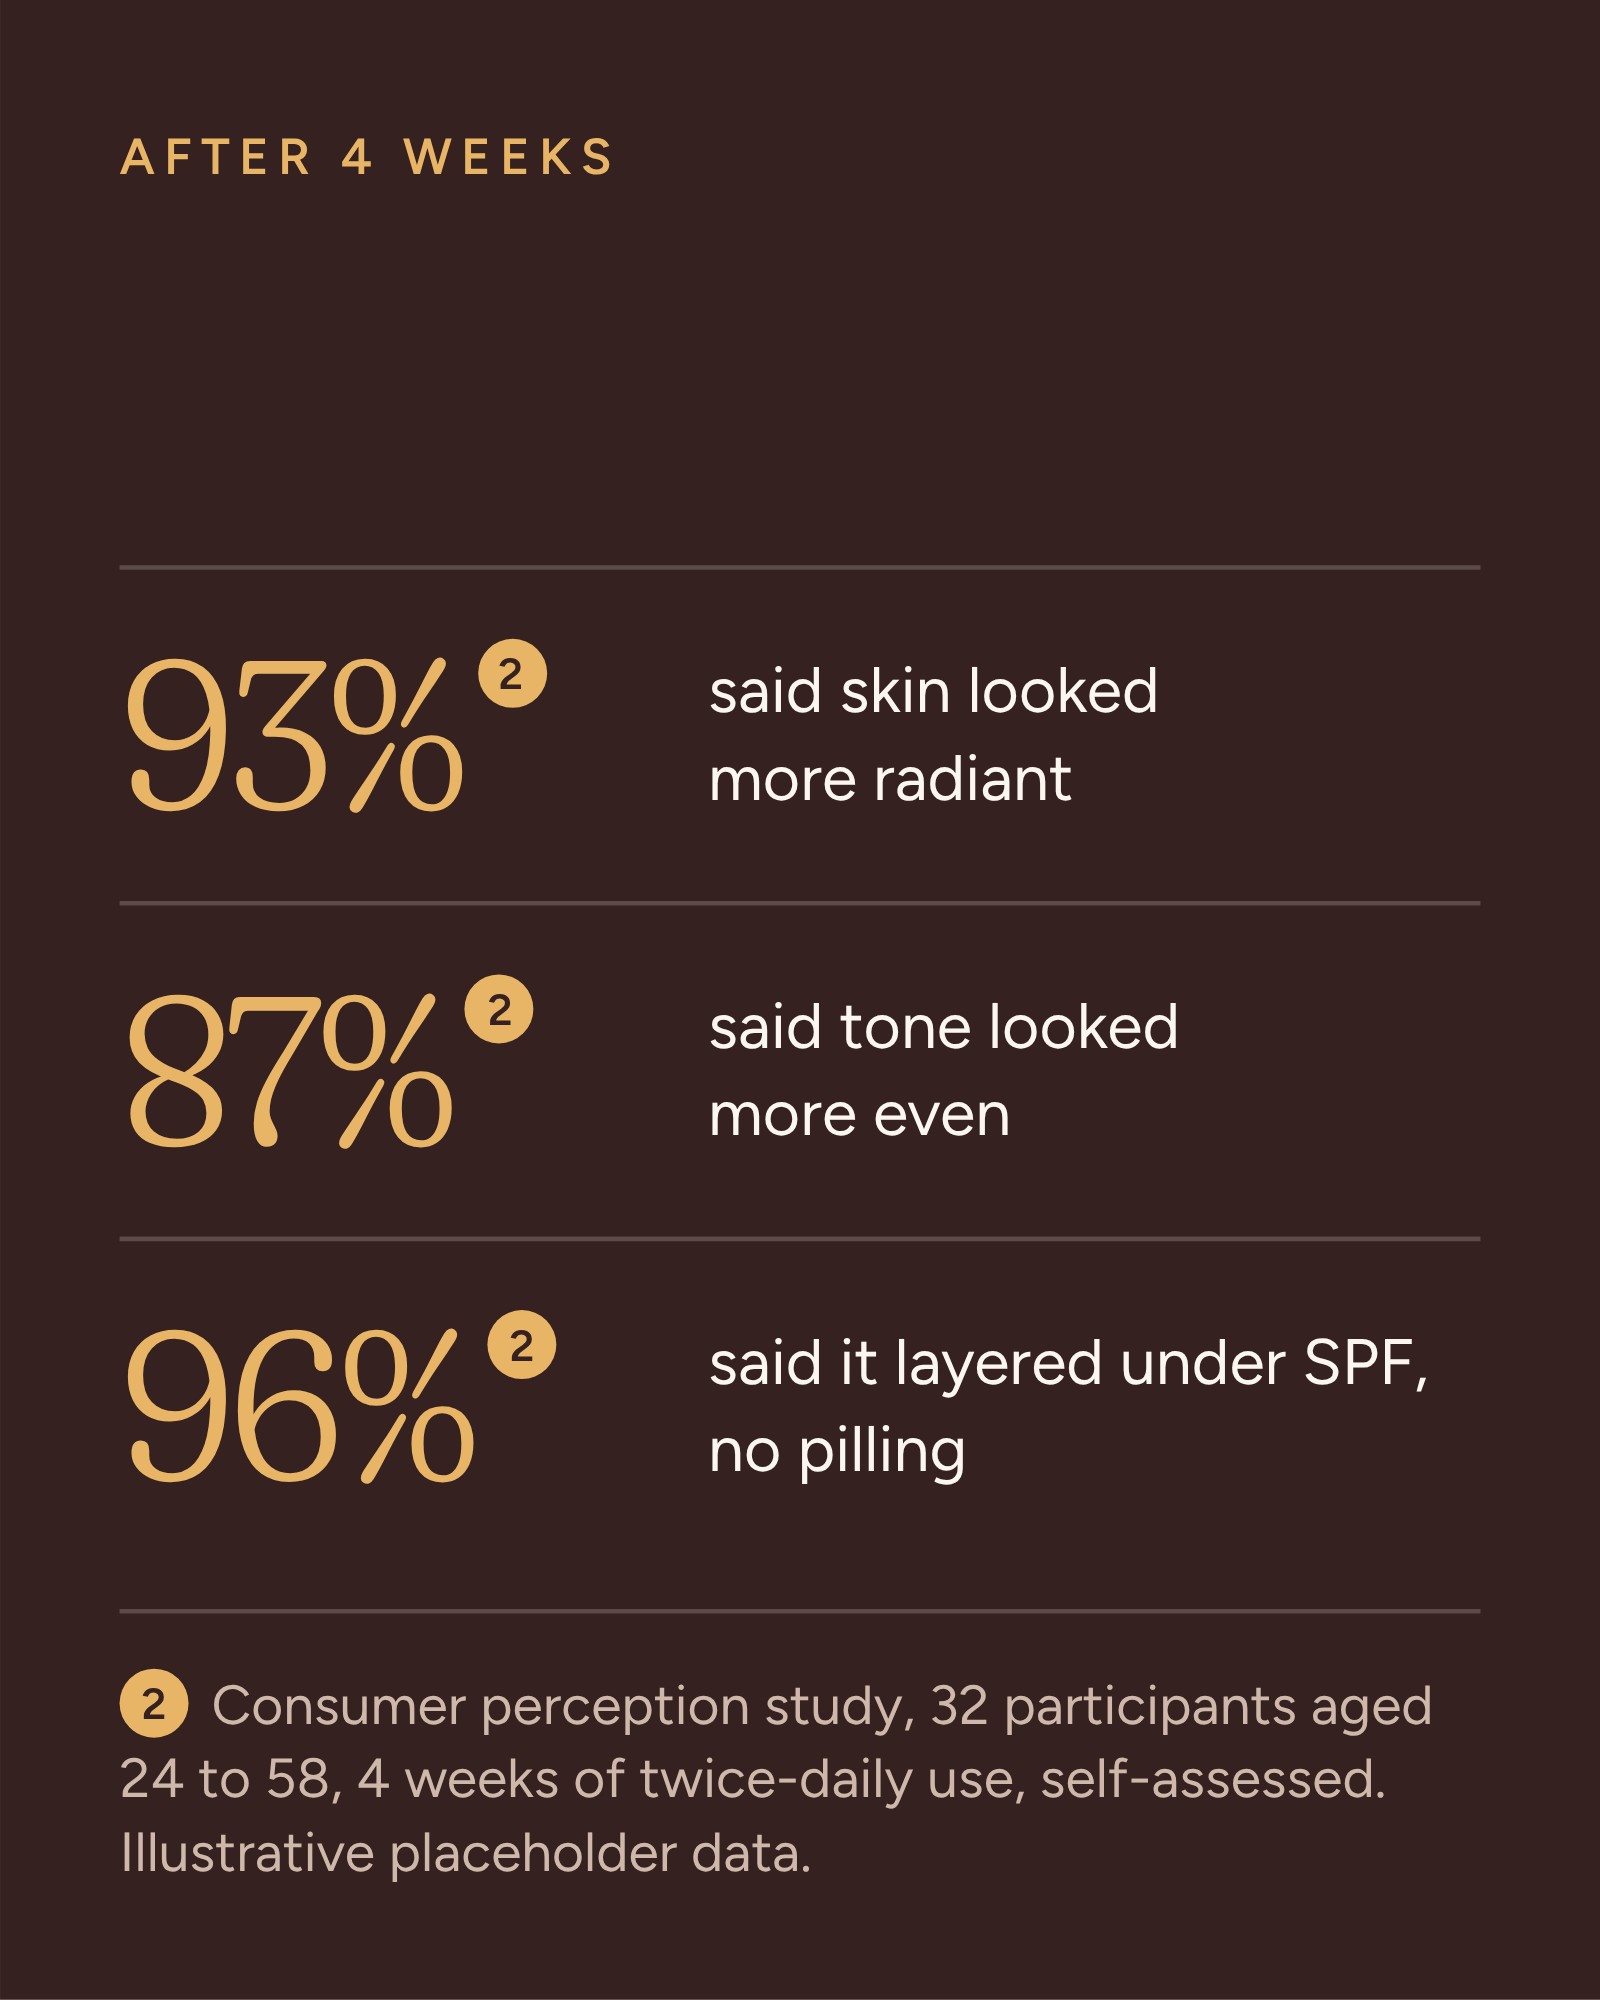 AFTER 4 WEEKS
93% 2
said skin looked
more radiant
87% 2
said tone looked
more even
96% 2
said it layered under SPF,
no pilling
2 Consumer perception study, 32 participants aged
24 to 58, 4 weeks of twice-daily use, self-assessed.
Illustrative placeholder data.